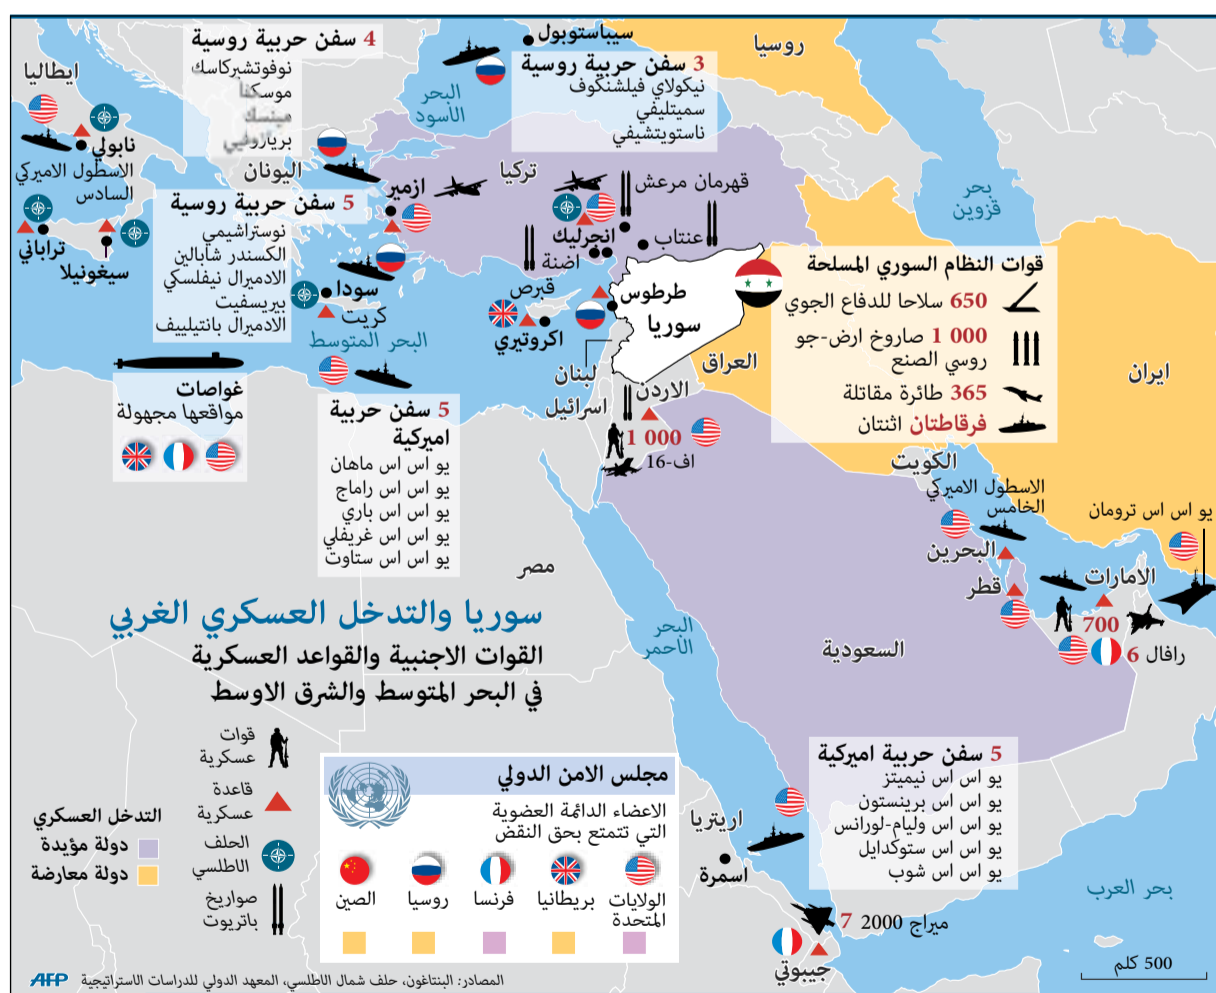 سوريا والتدخل العسكري الغربي
القوات الاجنبية والقواعد العسكرية
في البحر المتوسط والشرق الاوسط
4 سفن حربية روسية
نوفوتشيركاسك
موسكفا
مينسك
سيباستوبول
3 سفن حربية روسية
نيكولاي فيلشنكوف
سميتليفي
ناستويتشيفي
روسيا
البحر
الأسود
بحر
قزوين
ايطاليا
نابولي
الاسطول الاميركي
السادس
تراباني
سيغونيلا
اليونان
5 سفن حربية روسية
نوستراشيمي
الكسندر شابالين
الادميرال نيفلسكي
بيريسفيت
الادميرال بانتيلييف
تركيا
ازمير
قهرمان مرعش
انجرليك
عنتاب
اضنة
سودا
كريت
قبرص
اكروتيري
طرطوس
سوريا
البحر المتوسط
لبنان
اسرائيل
الاردن
1 000
اف-16
العراق
ايران
قوات النظام السوري المسلحة
650 سلاحا للدفاع الجوي
1 000 صاروخ ارض-جو
روسي الصنع
365 طائرة مقاتلة
فرقاطتان اثنتان
غواصات
مواقعها مجهولة
5 سفن حربية
اميركية
يو اس اس ماهان
يو اس اس راماج
يو اس اس باري
يو اس اس غريفلي
يو اس اس ستاوت
مصر
البحر
الأحمر
الكويت
الاسطول الاميركي
الخامس
البحرين
قطر
يو اس اس ترومان
الامارات
700
رافال 6
السعودية
5 سفن حربية اميركية
يو اس اس نيميتز
يو اس اس برينستون
يو اس اس وليام-لورانس
يو اس اس ستوكدايل
يو اس اس شوب
اريتريا
اسمرة
ميراج 2000 7
جيبوتي
بحر العرب
500 كلم
قوات
عسكرية
قاعدة
عسكرية
الحلف
الاطلسي
صواريخ
باتريوت
التدخل العسكري
دولة مؤيدة
دولة معارضة
مجلس الامن الدولي
الاعضاء الدائمة العضوية
التي تتمتع بحق النقض
الولايات
المتحدة
بريطانيا
فرنسا
روسيا
الصين
المصادر: البنتاغون، حلف شمال الاطلسي، المعهد الدولي للدراسات الاستراتيجية
AFP